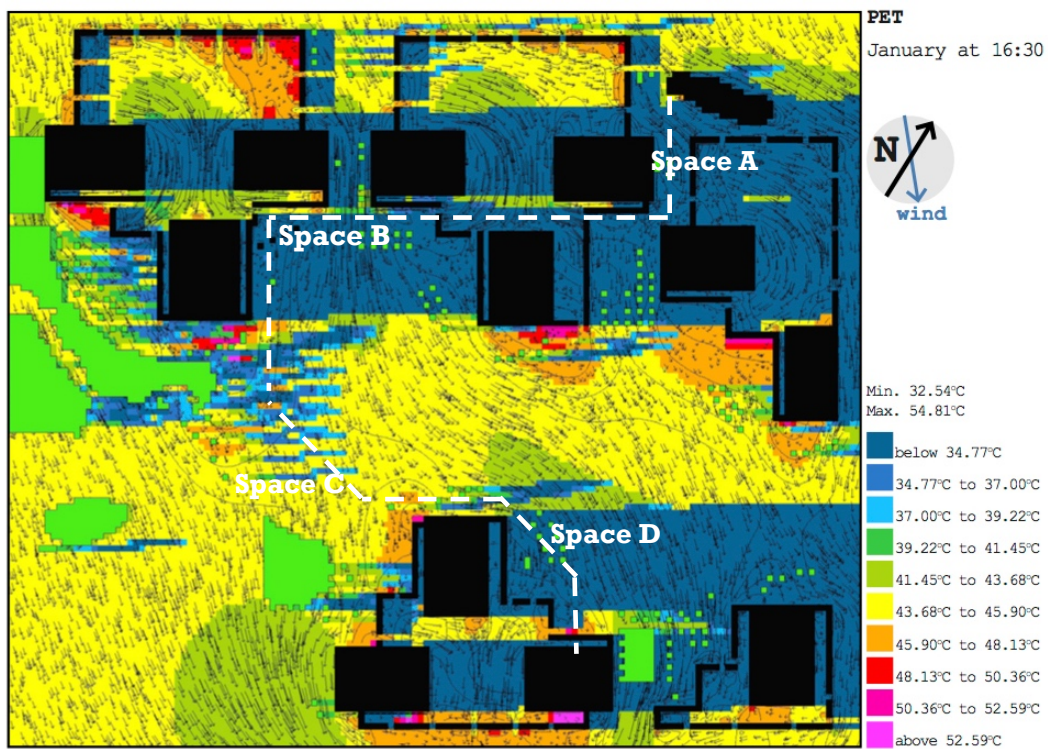 PET
January at 16:30
N
wind
Space A
Space B
Space C
Space D
Min. 32.54°C
Max. 54.81°C
below 34.77°C
34.77°C to 37.00°C
37.00°C to 39.22°C
39.22°C to 41.45°C
41.45°C to 43.68°C
43.68°C to 45.90°C
45.90°C to 48.13°C
48.13°C to 50.36°C
50.36°C to 52.59°C
above 52.59°C